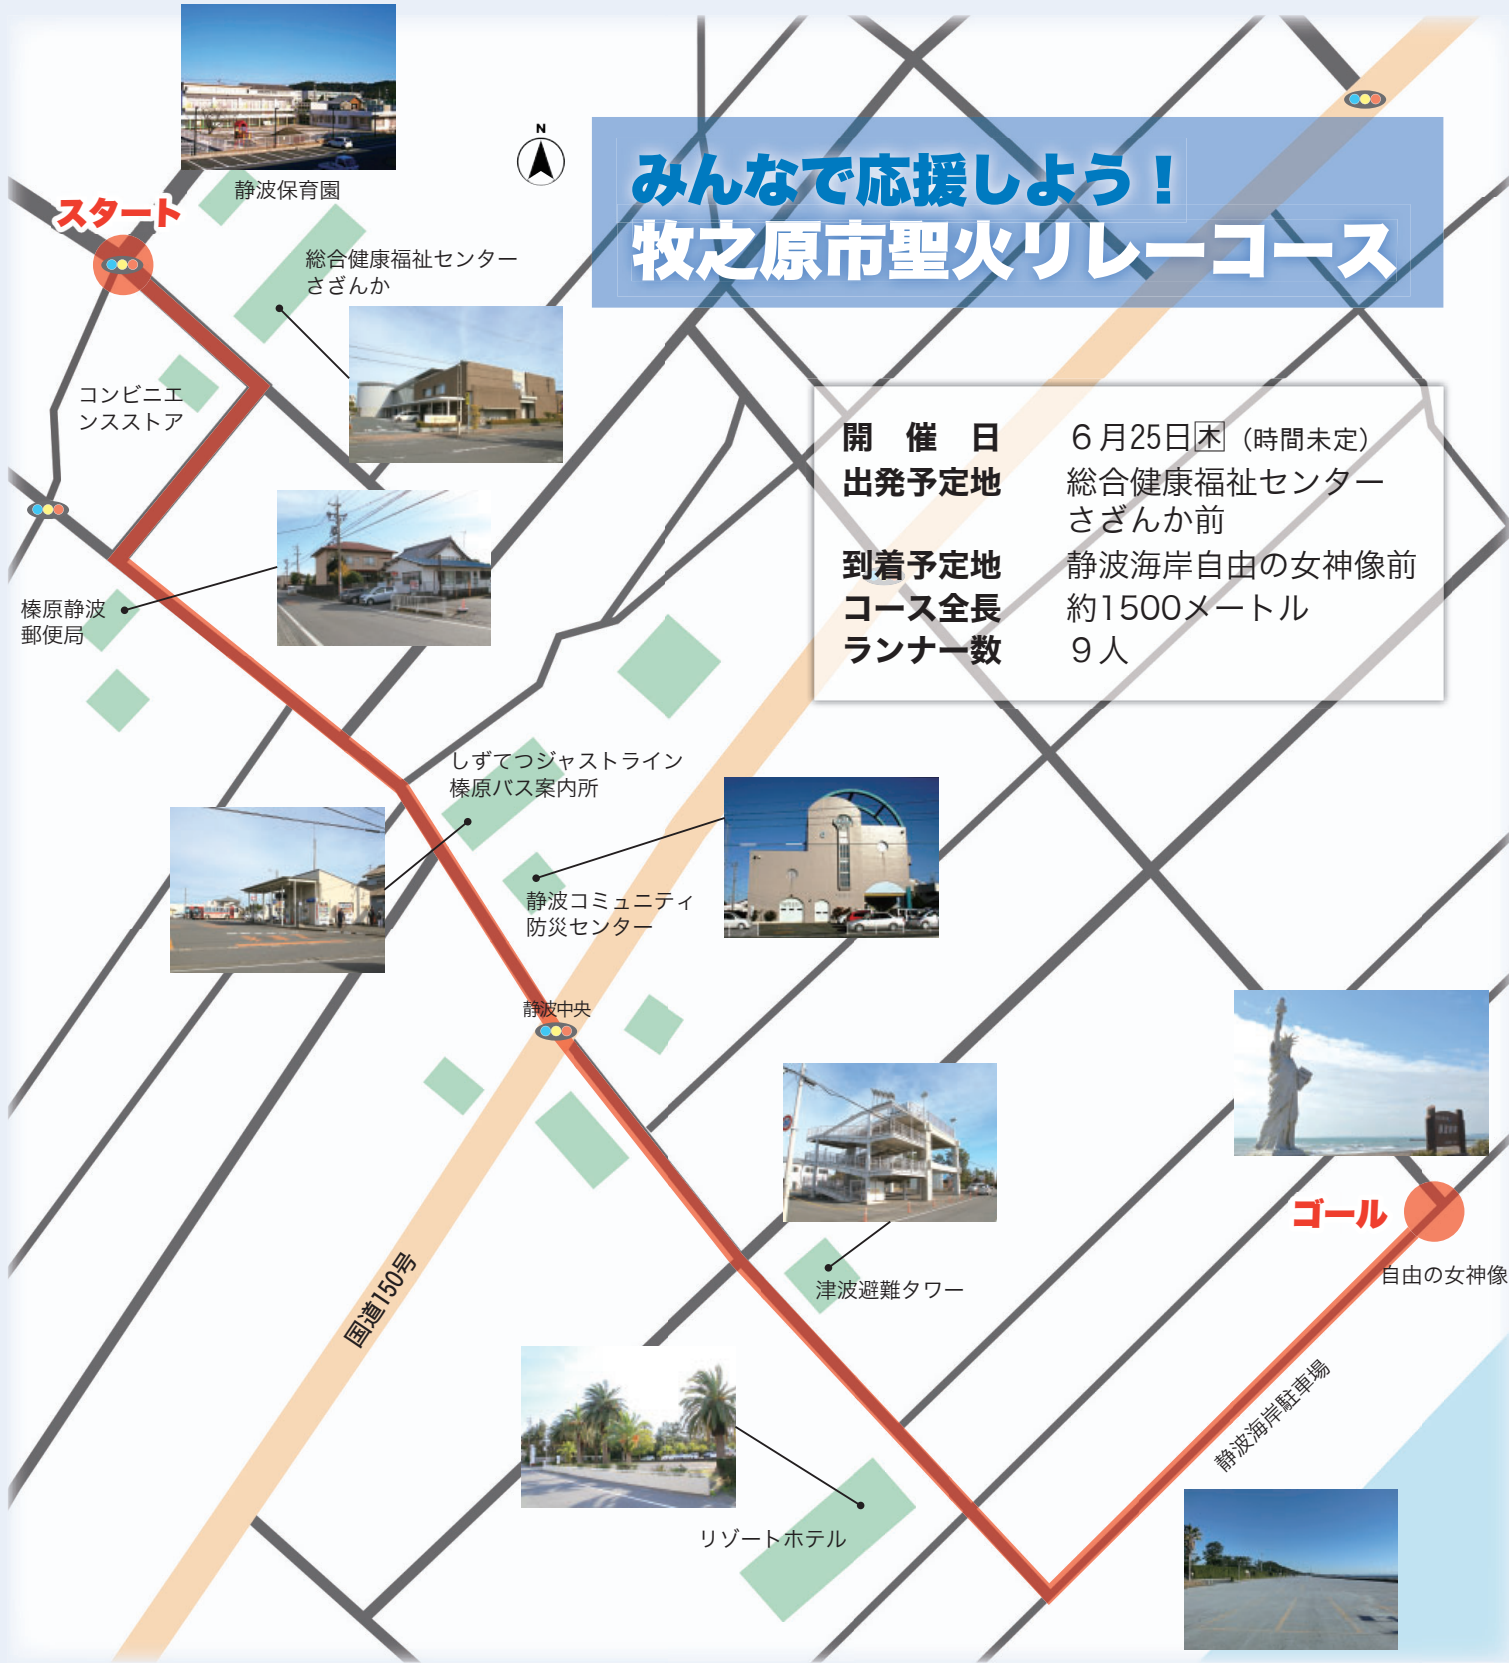 N
みんなで応援しよう！
牧之原市聖火リレーコース
静波保育園
スタート
総合健康福祉センター
さざんか
コンビニエ
ンスストア
開催日 ６月25日木（時間未定）
出発予定地 総合健康福祉センター
さざんか前
到着予定地 静波海岸自由の女神像前
コース全長 約1500メートル
ランナー数 ９人
榛原静波
郵便局
しずてつジャストライン
榛原バス案内所
静波コミュニティ
防災センター
静波中央
国道150号
津波避難タワー
ゴール
自由の女神像
静波海岸駐車場
リゾートホテル